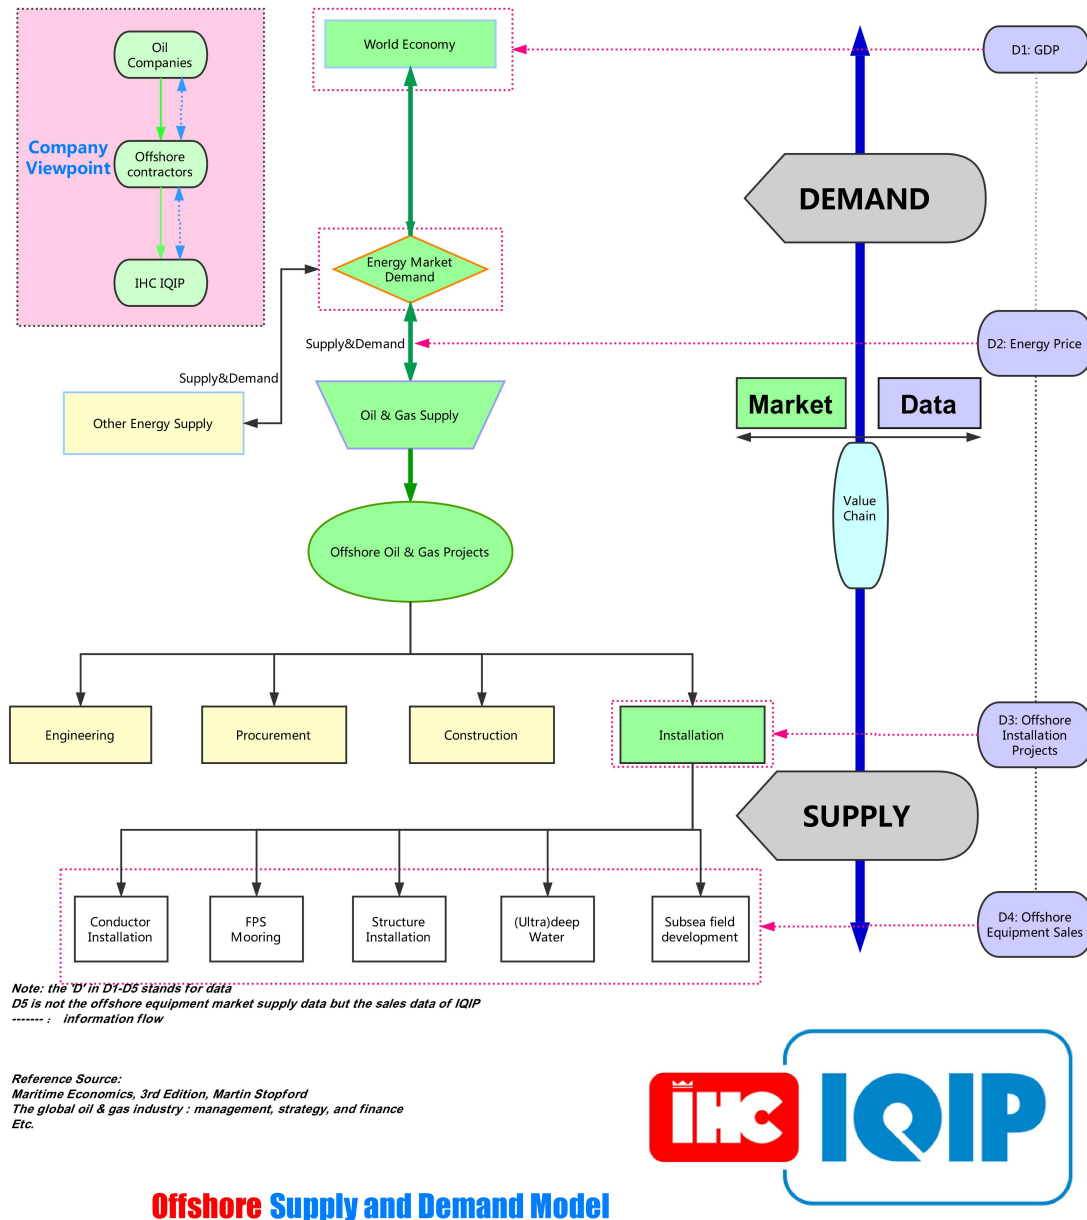 Oil
Companies
Company
Viewpoint
Offshore
contractors
IHC IQIP
World Economy
D1: GDP
DEMAND
Energy Market
Demand
Supply&Demand
D2: Energy Price
Supply&Demand
Other Energy Supply
Oil & Gas Supply
Market
Data
Value
Chain
Offshore Oil & Gas Projects
Engineering
Procurement
Construction
Installation
D3: Offshore
Installation
Projects
SUPPLY
Conductor
Installation
FPS
Mooring
Structure
Installation
(Ultra)deep
Water
Subsea field
development
D4: Offshore
Equipment Sales
Note: the 'D' in D1-D5 stands for data
D5 is not the offshore equipment market supply data but the sales data of IQIP
------- : information flow
Reference Source:
Maritime Economics, 3rd Edition, Martin Stopford
The global oil & gas industry : management, strategy, and finance
Etc.
IHC IQIP
Offshore Supply and Demand Model